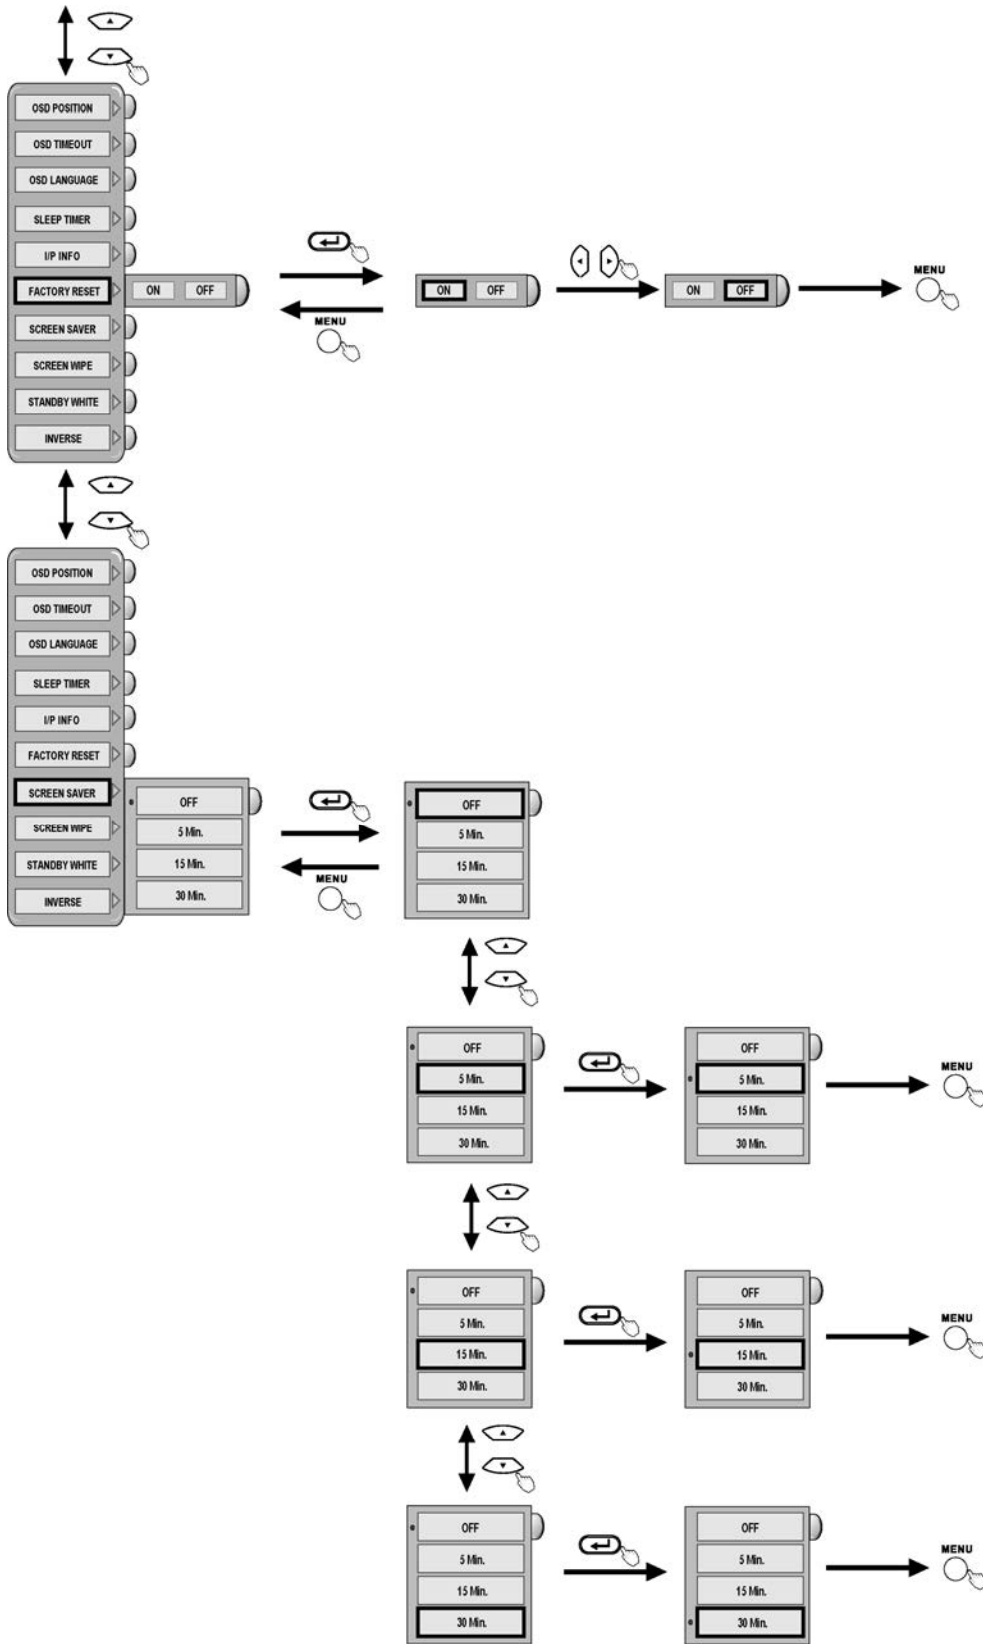 OSD POSITION
OSD TIMEOUT
OSD LANGUAGE
SLEEP TIMER
I/P INFO
FACTORY RESET
ON OFF
MENU
ON OFF
ON OFF
MENU
SCREEN SAVER
SCREEN WIPE
STANDBY WHITE
INVERSE
OSD POSITION
OSD TIMEOUT
OSD LANGUAGE
SLEEP TIMER
I/P INFO
FACTORY RESET
SCREEN SAVER
SCREEN WIPE
STANDBY WHITE
INVERSE
OFF
5 Min.
15 Min.
30 Min.
MENU
OFF
5 Min.
15 Min.
30 Min.
OFF
5 Min.
15 Min.
30 Min.
OFF
5 Min.
15 Min.
30 Min.
MENU
OFF
5 Min.
15 Min.
30 Min.
OFF
5 Min.
15 Min.
30 Min.
MENU
OFF
5 Min.
15 Min.
30 Min.
OFF
5 Min.
15 Min.
30 Min.
MENU